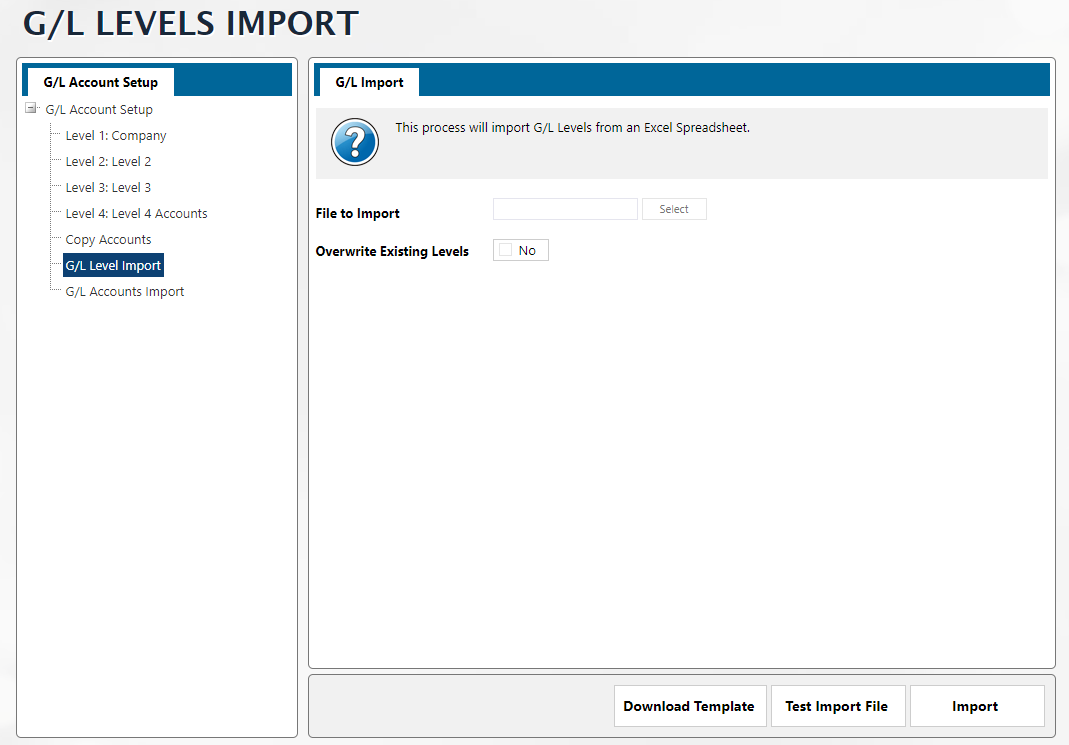 G/L LEVELS IMPORT
G/L Account Setup
G/L Account Setup
Level 1: Company
Level 2: Level 2
Level 3: Level 3
Level 4: Level 4 Accounts
Copy Accounts
G/L Level Import
G/L Accounts Import
G/L Import
?
This process will import G/L Levels from an Excel Spreadsheet.
File to Import
Select
Overwrite Existing Levels
No
Download Template
Test Import File
Import